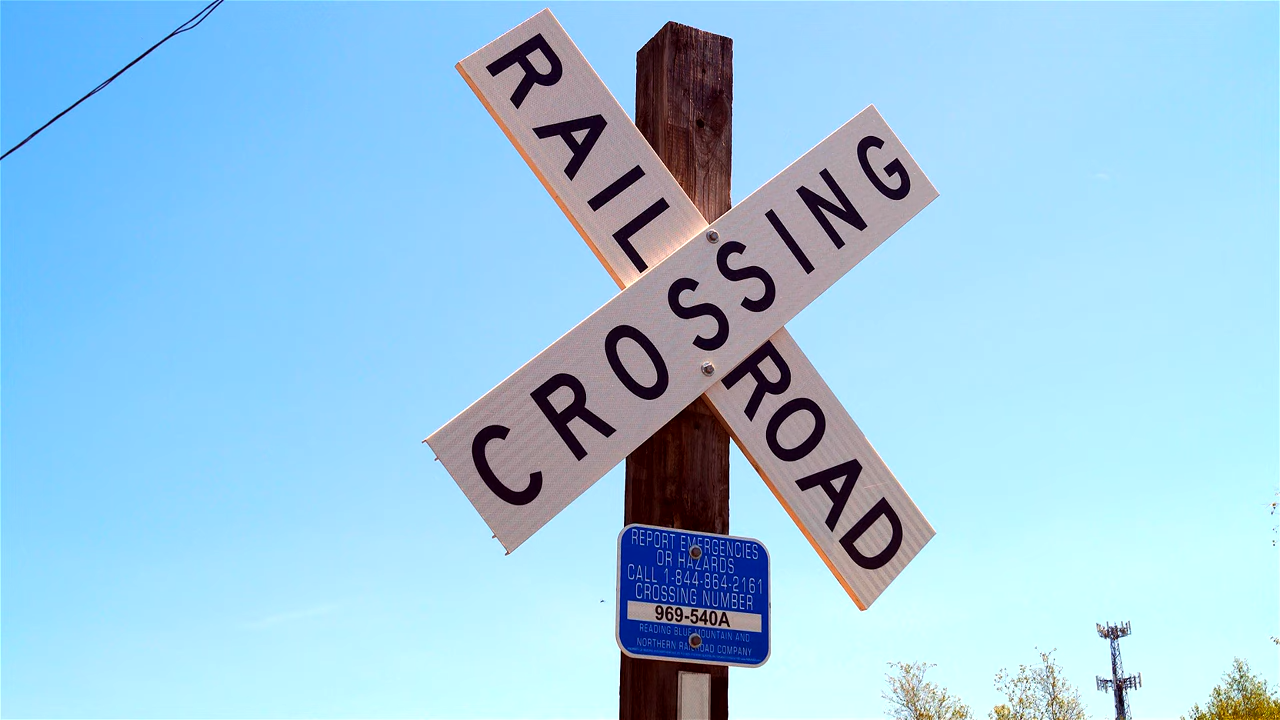 RAILROAD
CROSSING
REPORT EMERGENCIES
OR HAZARDS
CALL 1-844-864-2161
CROSSING NUMBER
969-540A
READING BLUE MOUNTAIN AND
NORTHERN RAILROAD COMPANY